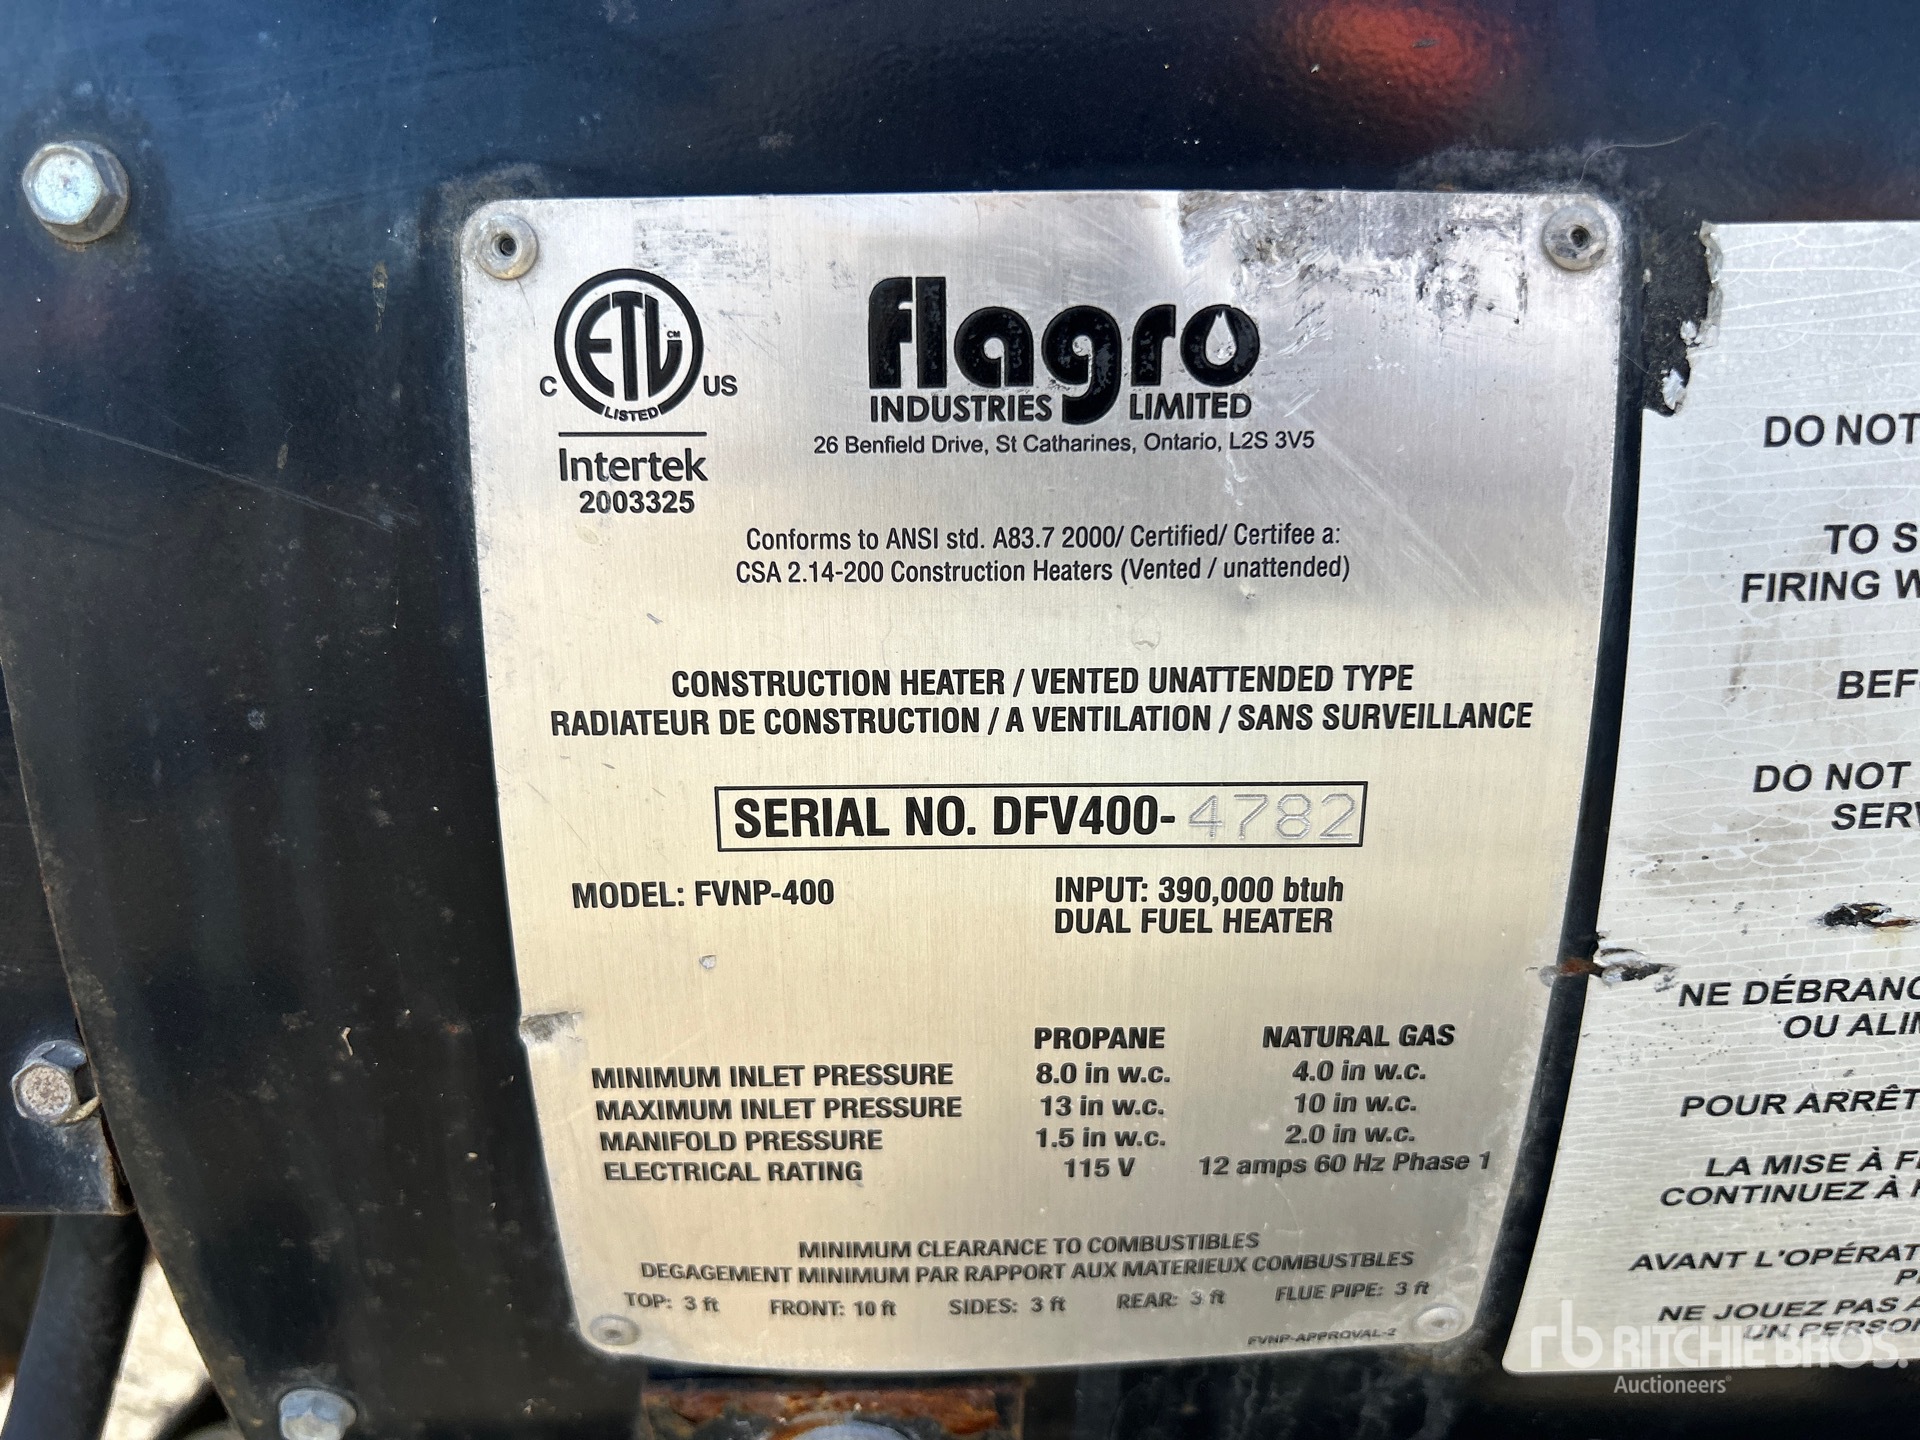 ETL CM
LISTED
C US
Intertek
2003325
flagro
INDUSTRIES LIMITED
26 Benfield Drive, St Catharines, Ontario, L2S 3V5
Conforms to ANSI std. A83.7 2000/ Certified/ Certifee a:
CSA 2.14-200 Construction Heaters (Vented / unattended)
CONSTRUCTION HEATER / VENTED UNATTENDED TYPE
RADIATEUR DE CONSTRUCTION / A VENTILATION / SANS SURVEILLANCE
SERIAL NO. DFV400- 4782
MODEL: FVNP-400
INPUT: 390,000 btuh
DUAL FUEL HEATER
PROPANE NATURAL GAS
MINIMUM INLET PRESSURE 8.0 in w.c. 4.0 in w.c.
MAXIMUM INLET PRESSURE 13 in w.c. 10 in w.c.
MANIFOLD PRESSURE 1.5 in w.c. 2.0 in w.c.
ELECTRICAL RATING 115 V 12 amps 60 Hz Phase 1
MINIMUM CLEARANCE TO COMBUSTIBLES
DEGAGEMENT MINIMUM PAR RAPPORT AUX MATERIEUX COMBUSTBLES
TOP: 3 ft FRONT: 10 ft SIDES: 3 ft REAR: 3 ft FLUE PIPE: 3 ft
FVNP-APPROVAL-2
DO NOT
TO S
FIRING W
BEF
DO NOT
SERV
NE DÉBRANC
OU ALIM
POUR ARRÊT
LA MISE À F
CONTINUEZ À
AVANT L'OPÉRAT
P
NE JOUEZ PAS A
UN PERSON
rb RITCHIE BROS.
Auctioneers